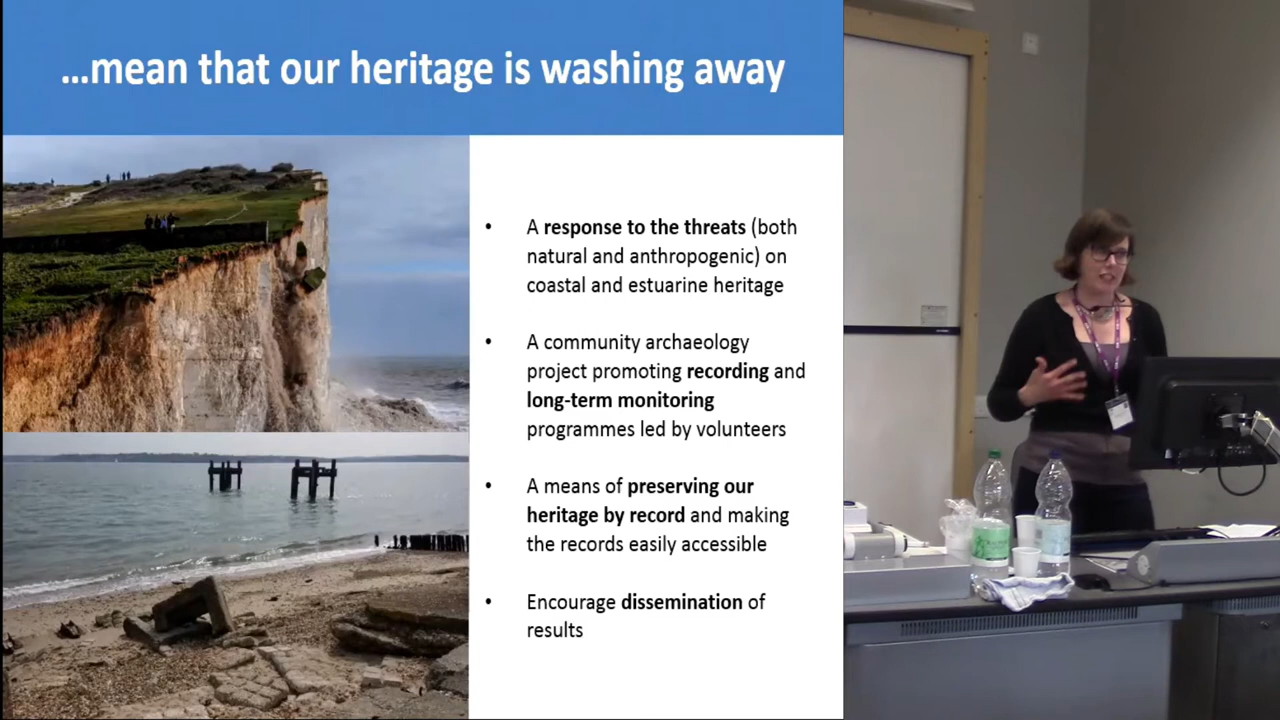 ...mean that our heritage is washing away
• A response to the threats (both
natural and anthropogenic) on
coastal and estuarine heritage
• A community archaeology
project promoting recording and
long-term monitoring
programmes led by volunteers
• A means of preserving our
heritage by record and making
the records easily accessible
• Encourage dissemination of
results